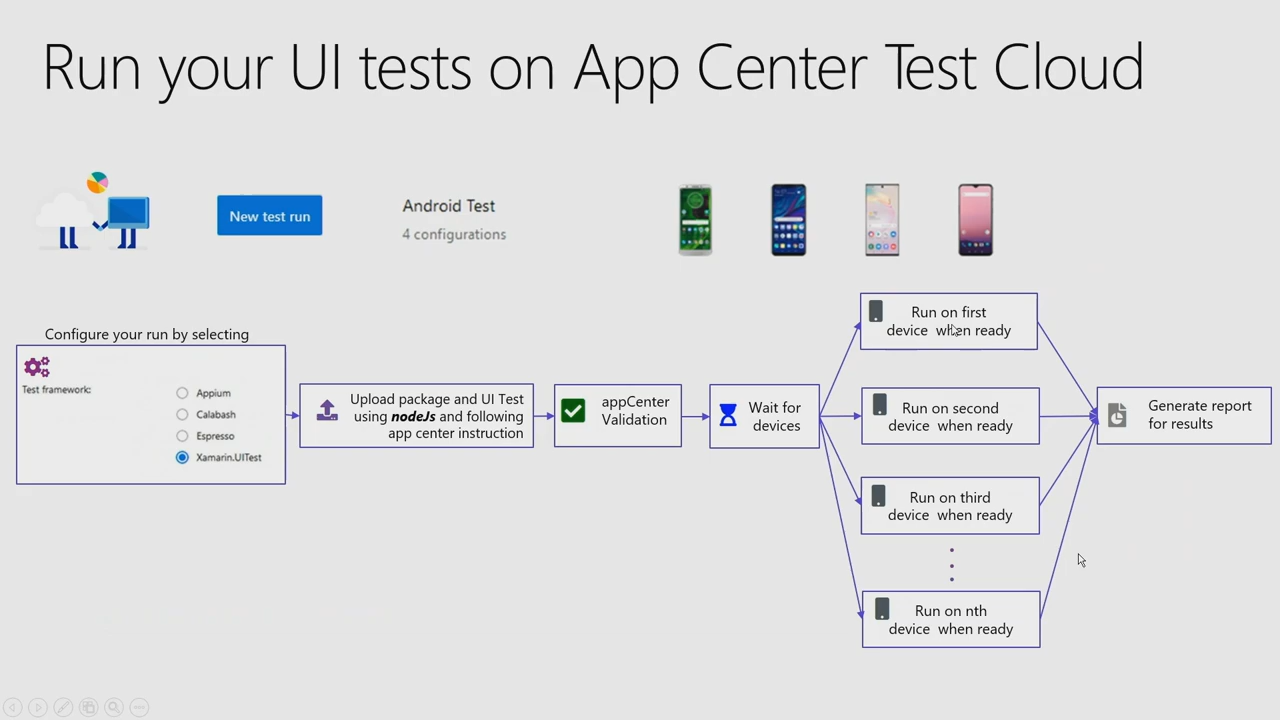 Run your UI tests on App Center Test Cloud
New test run
Android Test
4 configurations
Configure your run by selecting
Test framework:
Appium
Calabash
Espresso
Xamarin.UITest
Upload package and UI Test
using nodeJs and following
app center instruction
appCenter
Validation
Wait for
devices
Run on first
device when ready
Run on second
device when ready
Run on third
device when ready
Run on nth
device when ready
Generate report
for results